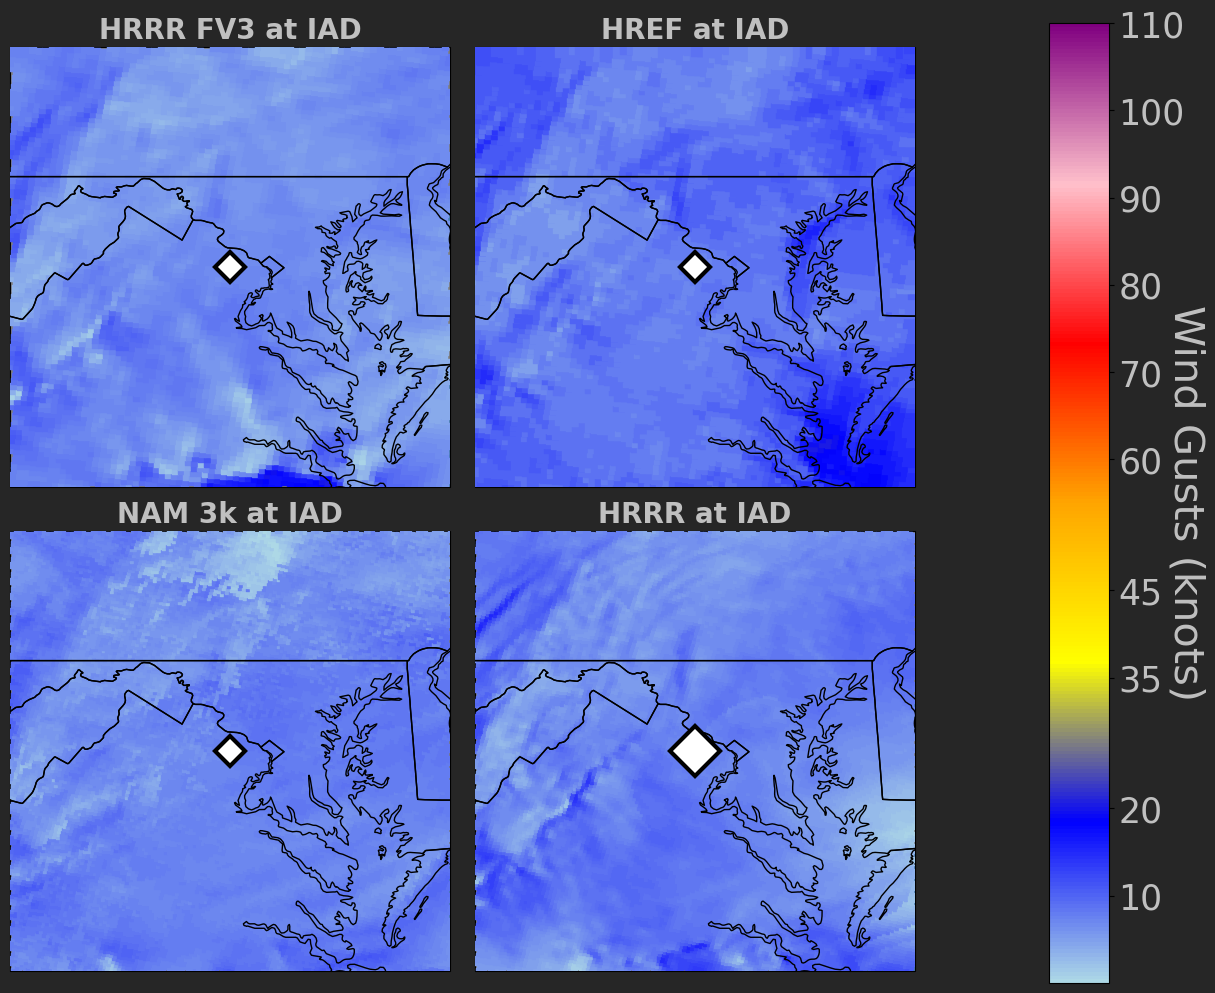 HRRR FV3 at IAD
HREF at IAD
NAM 3k at IAD
HRRR at IAD
110
100
90
80
70
60
45
35
20
10
Wind Gusts (knots)